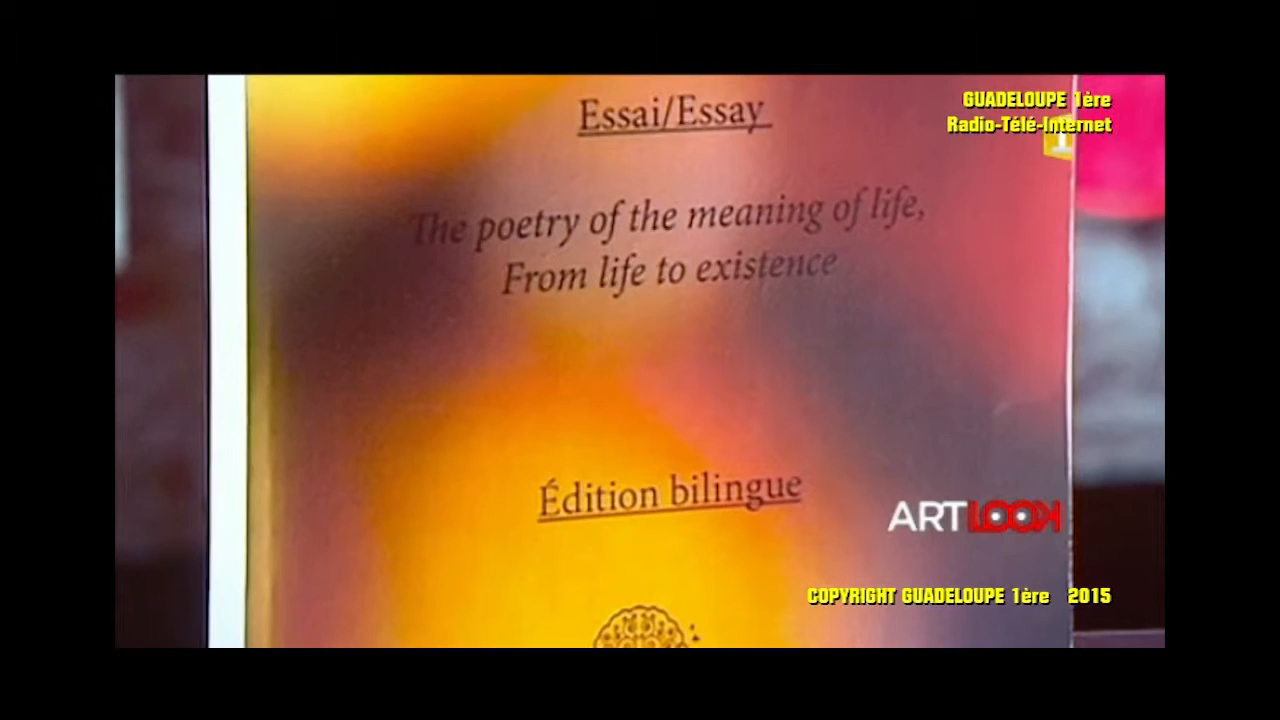 GUADELOUPE 1ère
Radio-Télé-Internet
1
Essai/Essay
The poetry of the meaning of life,
From life to existence
Édition bilingue
ARTLOOK
COPYRIGHT GUADELOUPE 1ère 2015